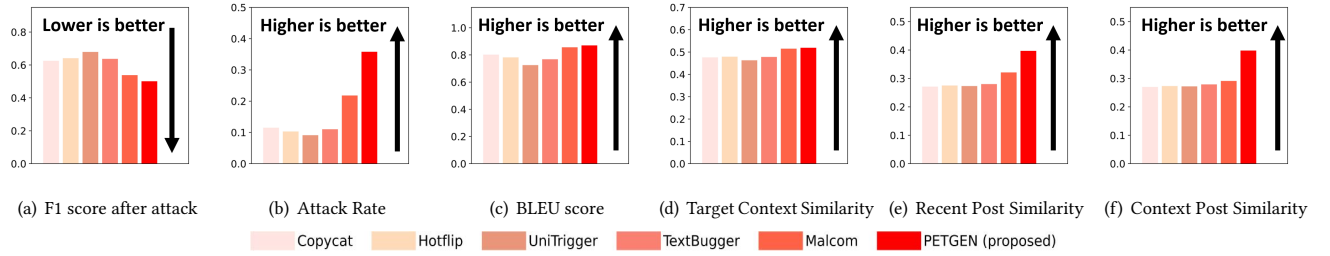 Lower is better
0.8
0.6
0.4
0.2
0.0
(a) F1 score after attack
Higher is better
0.5
0.4
0.3
0.2
0.1
0.0
(b) Attack Rate
Higher is better
1.0
0.8
0.6
0.4
0.2
0.0
(c) BLEU score
Higher is better
0.7
0.6
0.5
0.4
0.3
0.2
0.1
0.0
(d) Target Context Similarity
Higher is better
0.5
0.4
0.3
0.2
0.1
0.0
(e) Recent Post Similarity
Higher is better
0.5
0.4
0.3
0.2
0.1
0.0
(f) Context Post Similarity
Copycat Hotflip UniTrigger TextBugger Malcom PETGEN (proposed)